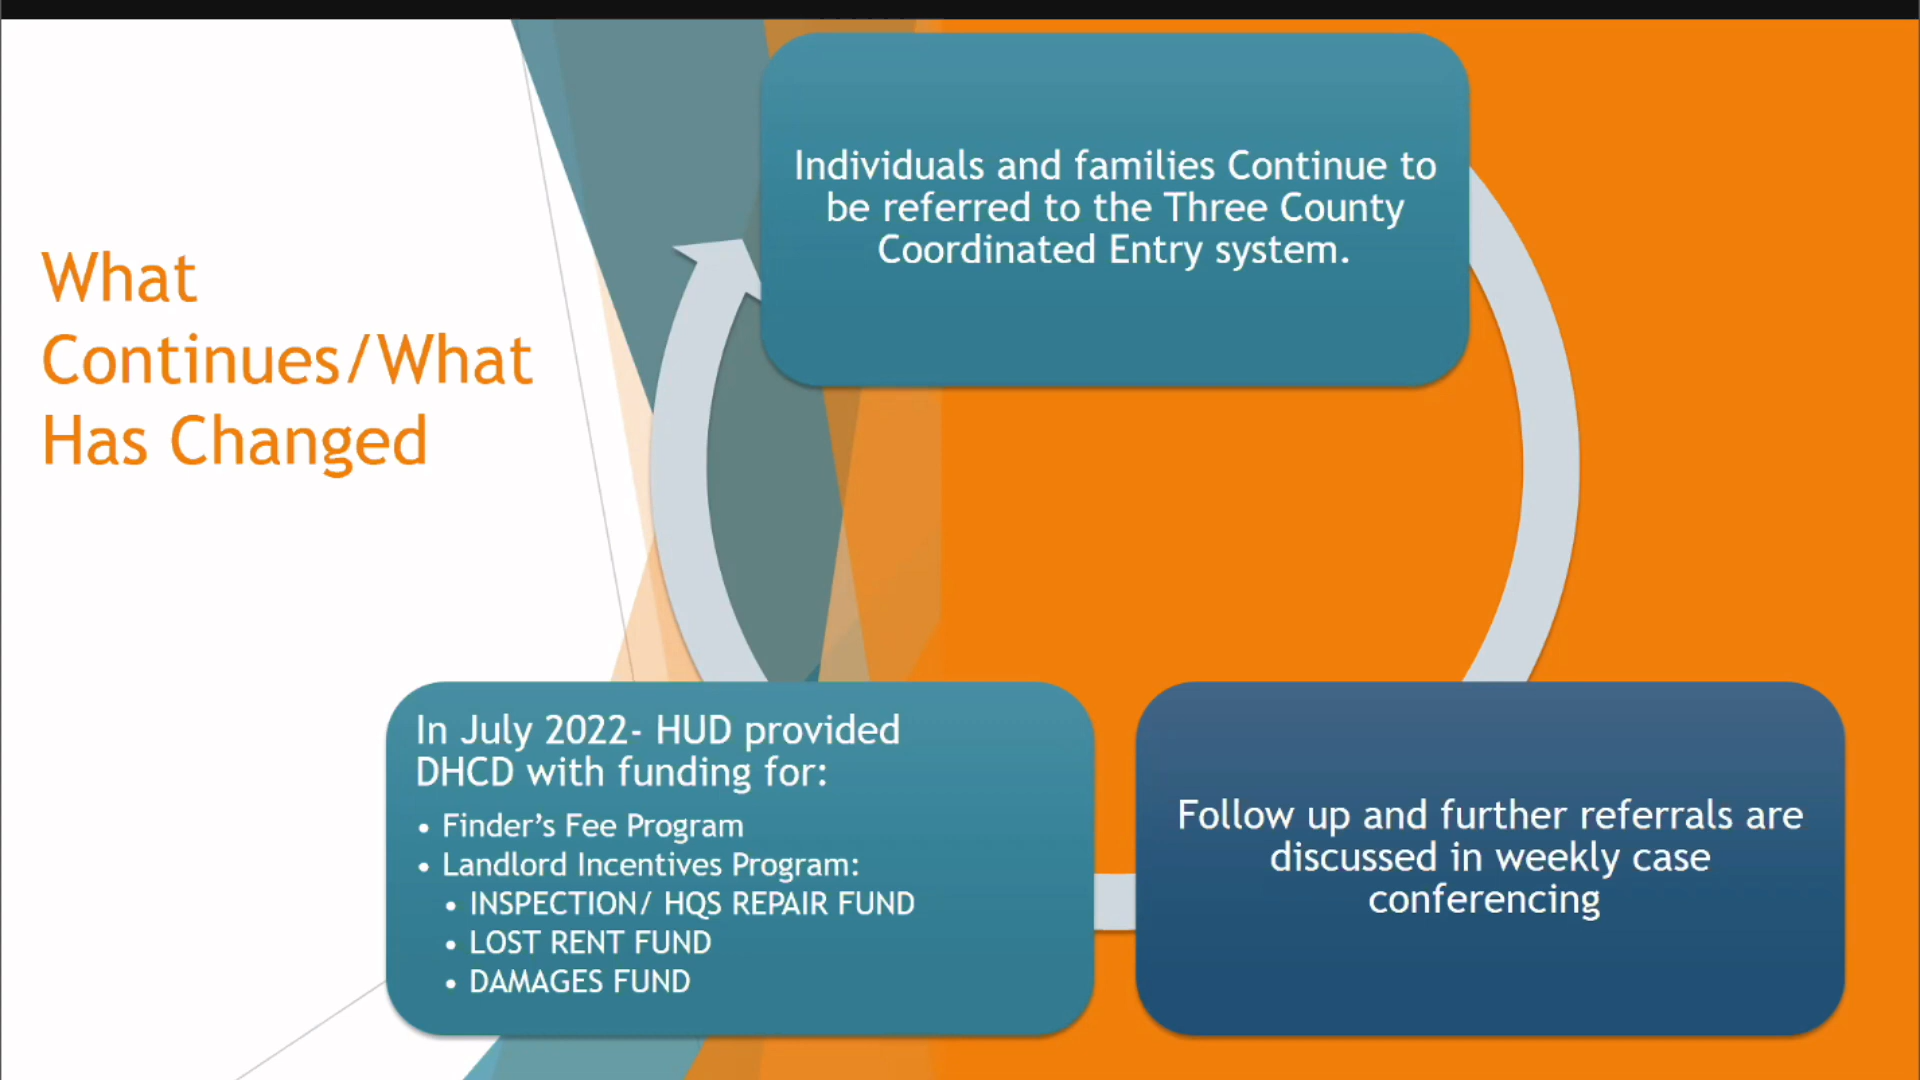 What
Continues/What
Has Changed
Individuals and families Continue to
be referred to the Three County
Coordinated Entry system.
Follow up and further referrals are
discussed in weekly case
conferencing
In July 2022- HUD provided
DHCD with funding for:
• Finder’s Fee Program
• Landlord Incentives Program:
• INSPECTION/ HQS REPAIR FUND
• LOST RENT FUND
• DAMAGES FUND